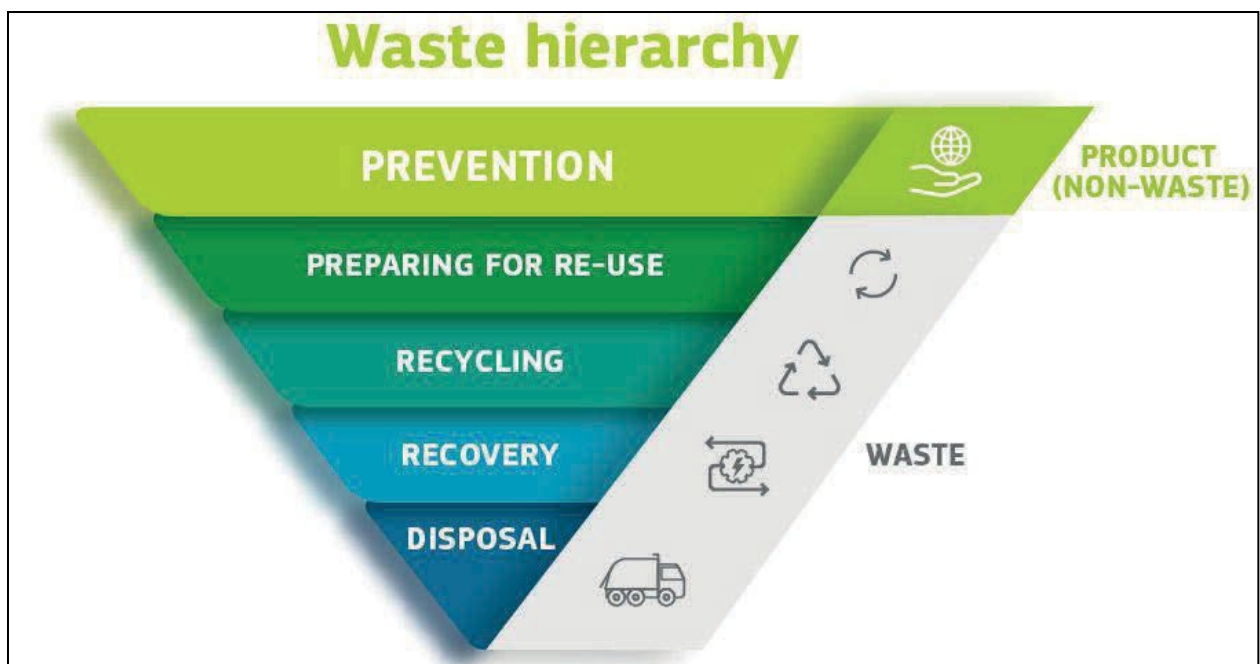 Waste hierarchy
PREVENTION
PRODUCT
(NON-WASTE)
PREPARING FOR RE-USE
RECYCLING
RECOVERY
WASTE
DISPOSAL